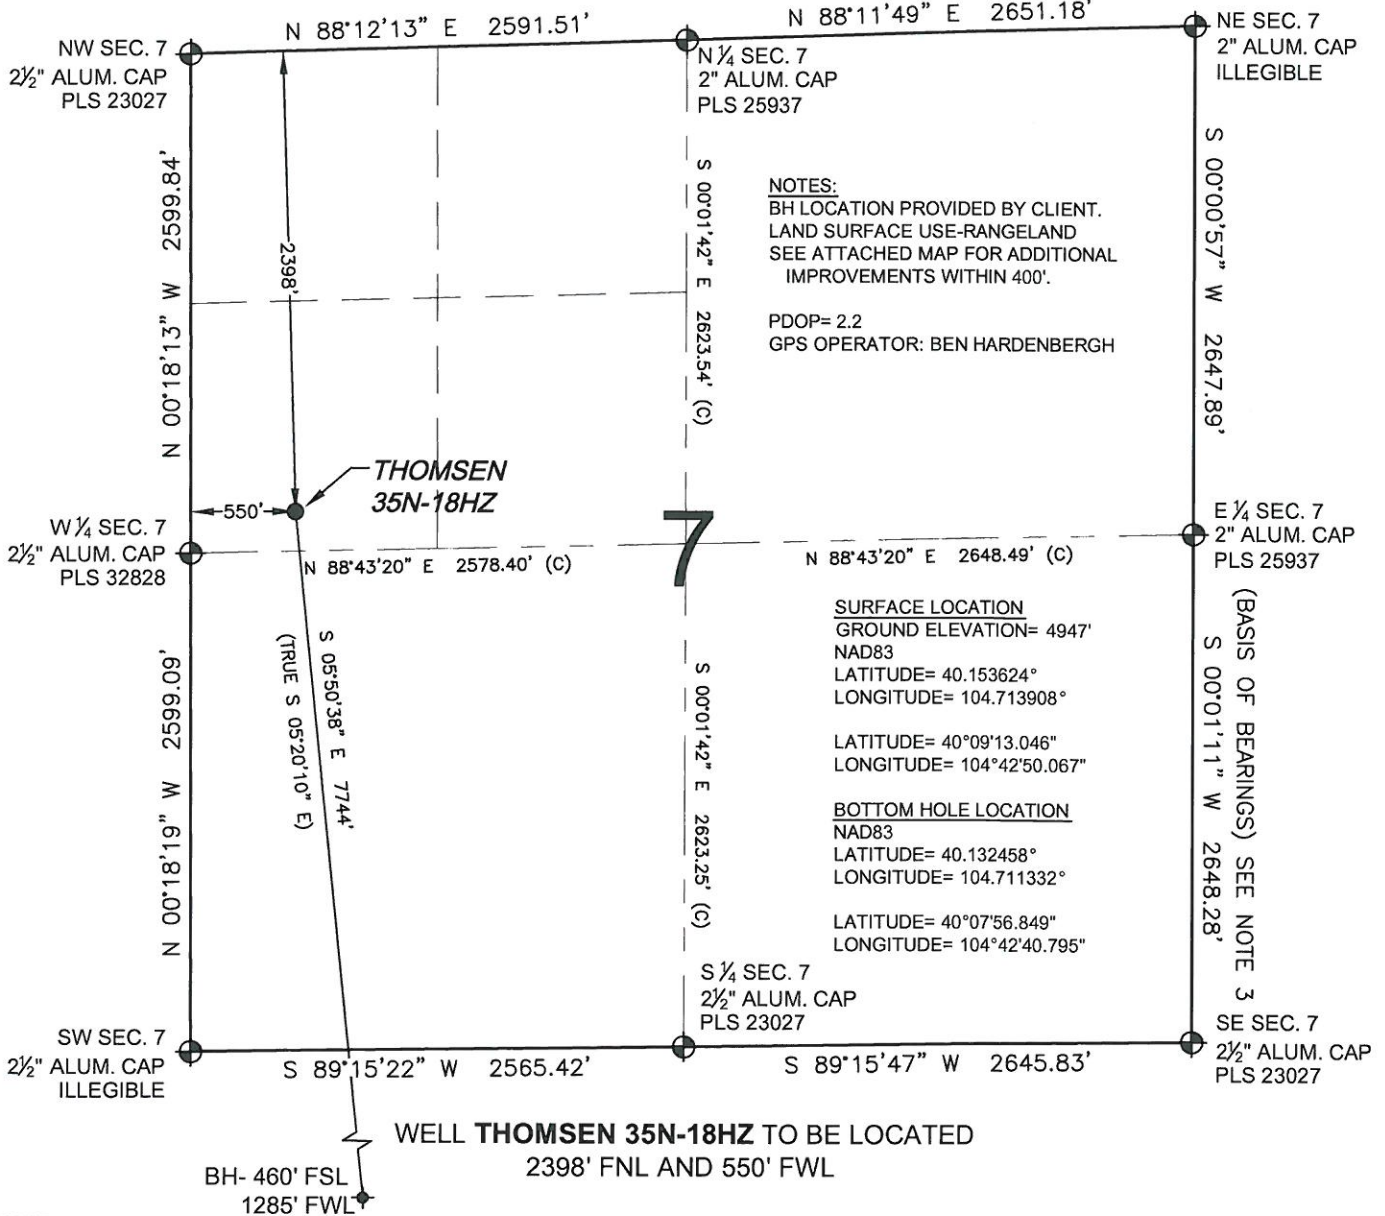 N 88°12'13" E 2591.51'
N 88°11'49" E 2651.18'
NW SEC. 7
2½" ALUM. CAP
PLS 23027
N ¼ SEC. 7
2" ALUM. CAP
PLS 25937
NE SEC. 7
2" ALUM. CAP
ILLEGIBLE
N 00°18'13" W 2599.84'
2398'
S 00°01'42" E 2623.54' (C)
NOTES:
BH LOCATION PROVIDED BY CLIENT.
LAND SURFACE USE-RANGELAND
SEE ATTACHED MAP FOR ADDITIONAL
IMPROVEMENTS WITHIN 400'.
PDOP= 2.2
GPS OPERATOR: BEN HARDENBERGH
S 00°00'57" W 2647.89'
THOMSEN
35N-18HZ
550'
7
W ¼ SEC. 7
2½" ALUM. CAP
PLS 32828
N 88°43'20" E 2578.40' (C)
N 88°43'20" E 2648.49' (C)
E ¼ SEC. 7
2" ALUM. CAP
PLS 25937
N 00°18'19" W 2599.09'
S 05°50'38" E 7744'
(TRUE S 05°20'10" E)
S 00°01'42" E 2623.25' (C)
SURFACE LOCATION
GROUND ELEVATION= 4947'
NAD83
LATITUDE= 40.153624°
LONGITUDE= 104.713908°
LATITUDE= 40°09'13.046"
LONGITUDE= 104°42'50.067"
BOTTOM HOLE LOCATION
NAD83
LATITUDE= 40.132458°
LONGITUDE= 104.711332°
LATITUDE= 40°07'56.849"
LONGITUDE= 104°42'40.795"
S 00°01'11" W 2648.28'
(BASIS OF BEARINGS) SEE NOTE 3
SW SEC. 7
2½" ALUM. CAP
ILLEGIBLE
S ¼ SEC. 7
2½" ALUM. CAP
PLS 23027
SE SEC. 7
2½" ALUM. CAP
PLS 23027
S 89°15'22" W 2565.42'
S 89°15'47" W 2645.83'
WELL THOMSEN 35N-18HZ TO BE LOCATED
2398' FNL AND 550' FWL
BH- 460' FSL
1285' FWL